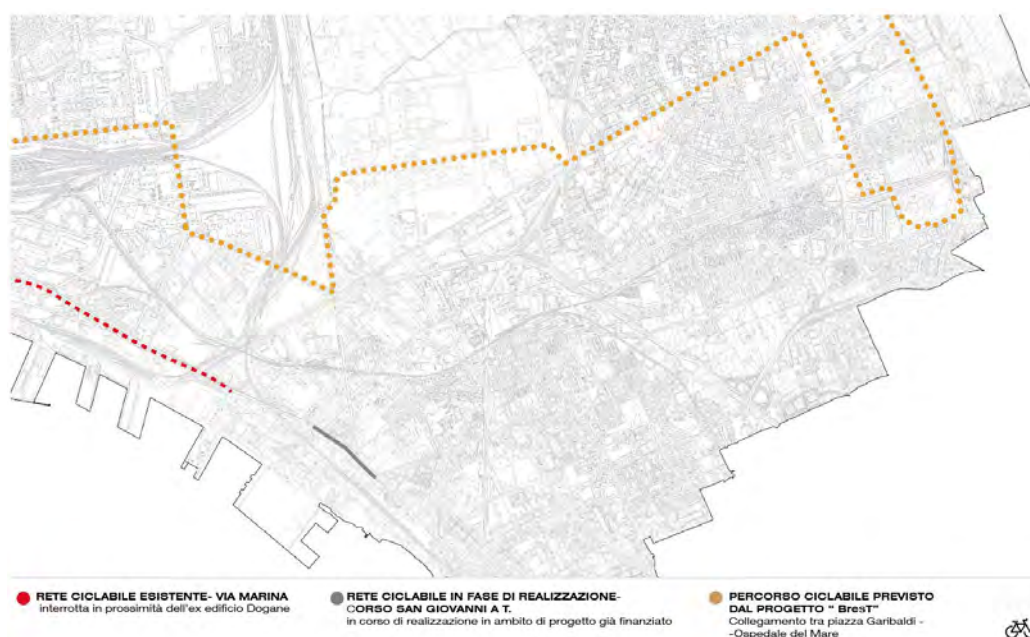 RETE CICLABILE ESISTENTE- VIA MARINA
interrotta in prossimità dell'ex edificio Dogane
RETE CICLABILE IN FASE DI REALIZZAZIONE-
CORSO SAN GIOVANNI A T.
in corso di realizzazione in ambito di progetto già finanziato
PERCORSO CICLABILE PREVISTO
DAL PROGETTO " BresT"
Collegamento tra piazza Garibaldi -
-Ospedale del Mare